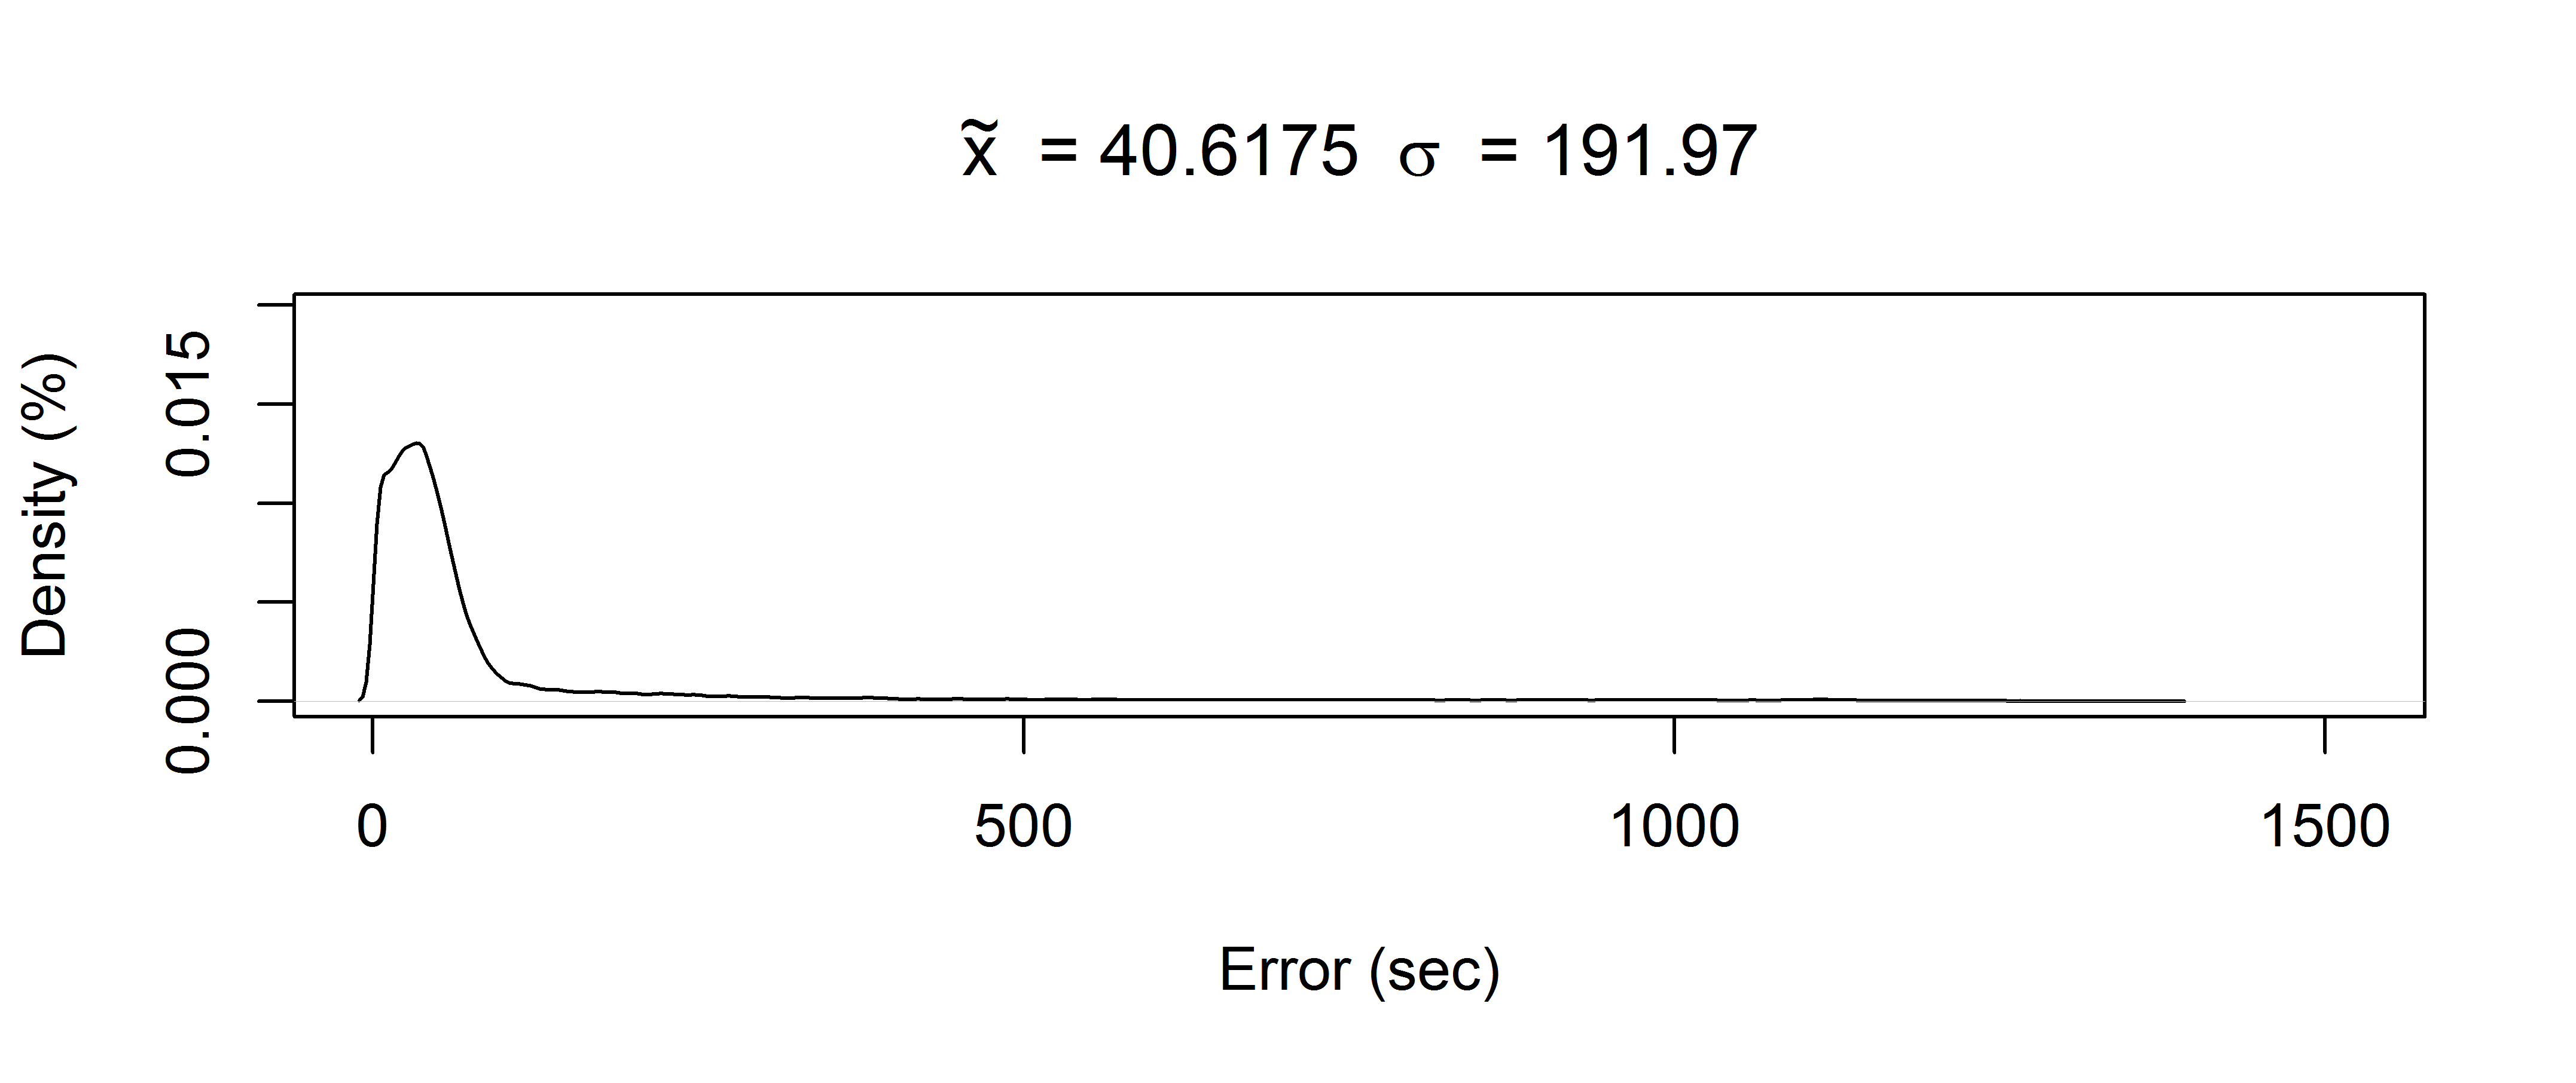 x̃ = 40.6175 σ = 191.97
Density (%)
0.015
0.000
0 500 1000 1500
Error (sec)